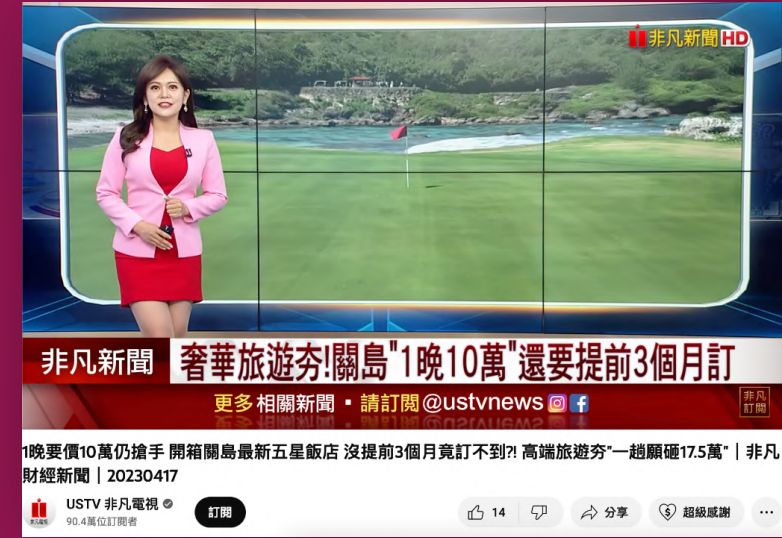 非凡新聞 HD
非凡新聞 奢華旅遊夯!關島"1晚10萬"還要提前3個月訂
更多相關新聞▪請訂閱@ustvnews
非凡
訂閱
1晚要價10萬仍搶手 開箱關島最新五星飯店 沒提前3個月竟訂不到?! 高端旅遊夯"一趟願砸17.5萬"｜非凡
財經新聞｜20230417
USTV 非凡電視
90.4萬位訂閱者
訂閱
14
分享
超級感謝